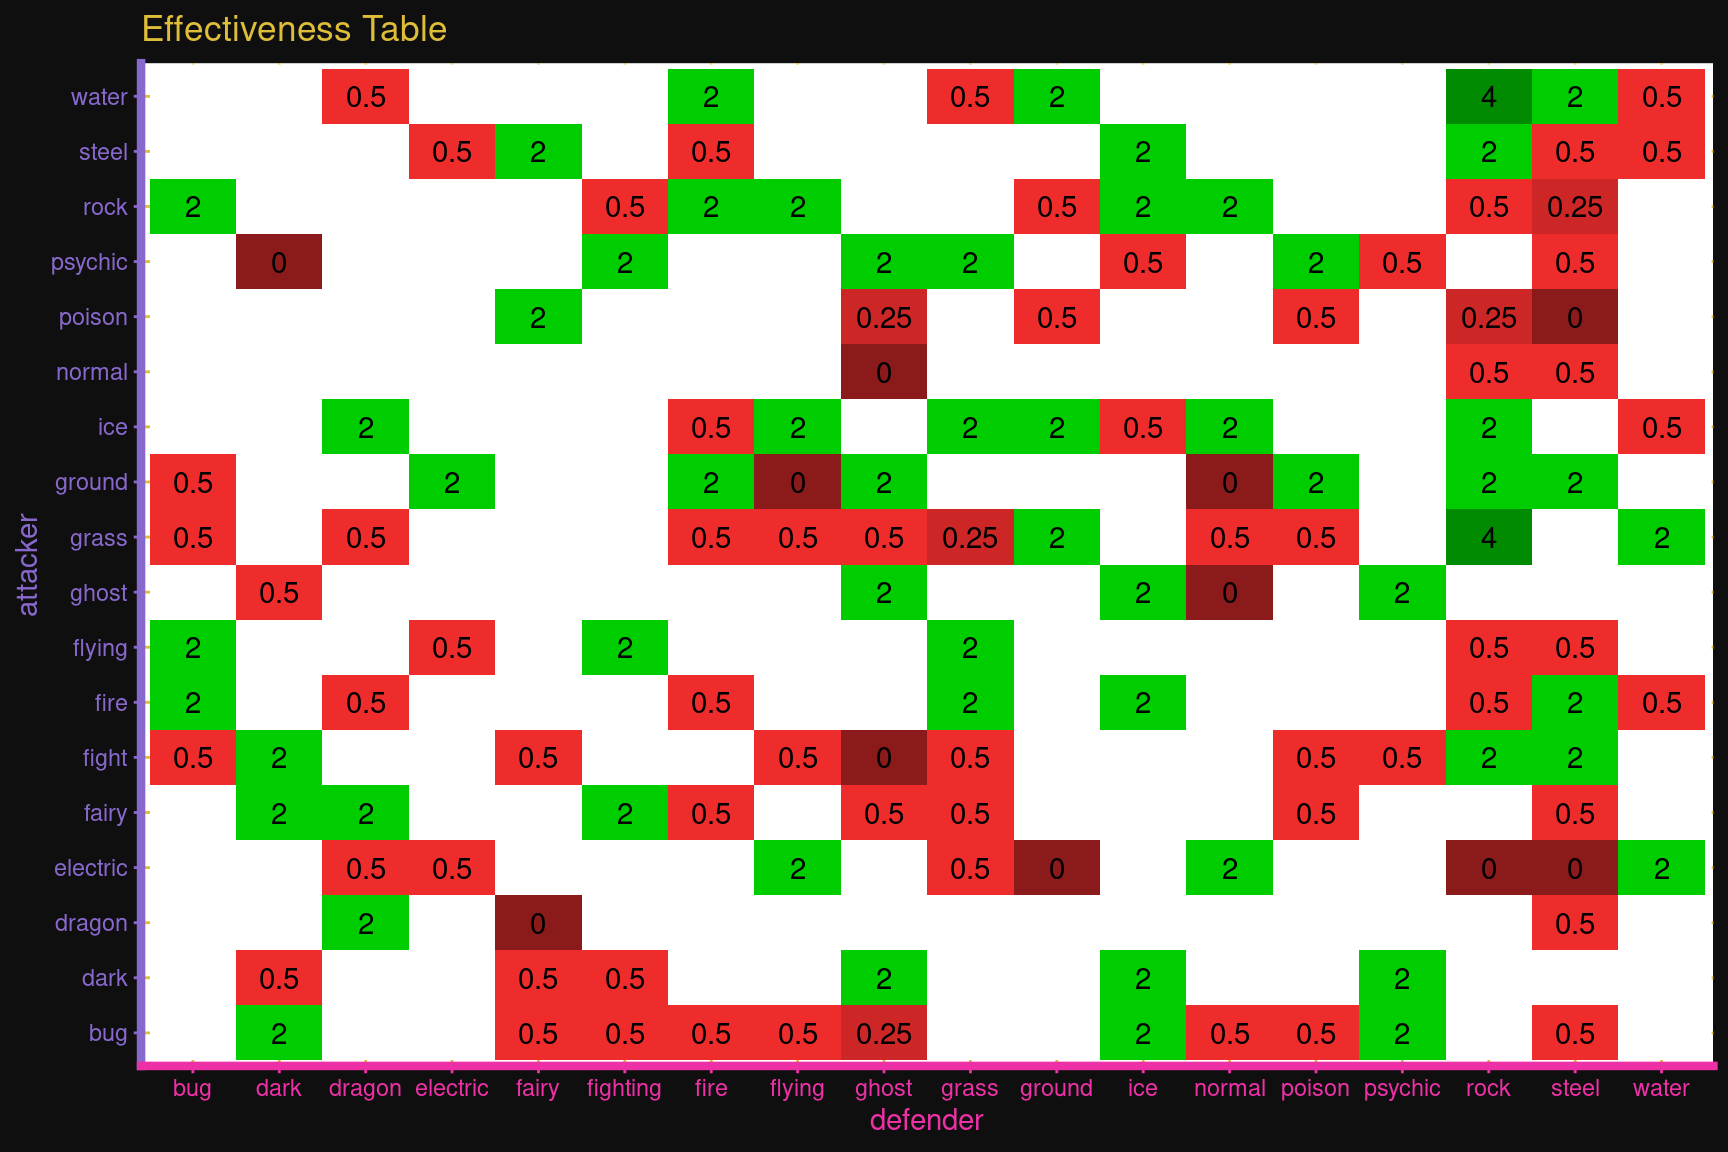 Effectiveness Table
attacker
water 0.5 2 0.5 2 4 2 0.5
steel 0.5 2 0.5 2 2 0.5 0.5
rock 2 0.5 2 2 0.5 2 2 0.5 0.25
psychic 0 2 2 2 0.5 2 0.5 0.5
poison 2 0.25 0.5 0.5 0.25 0
normal 0 0.5 0.5
ice 2 0.5 2 2 2 0.5 2 2 0.5
ground 0.5 2 2 0 2 0 2 2 2
grass 0.5 0.5 0.5 0.5 0.5 0.25 2 0.5 0.5 4 2
ghost 0.5 2 2 0 2
flying 2 0.5 2 2 0.5 0.5
fire 2 0.5 0.5 2 2 0.5 2 0.5
fight 0.5 2 0.5 0.5 0 0.5 0.5 0.5 2 2
fairy 2 2 2 0.5 0.5 0.5 0.5 0.5
electric 0.5 0.5 2 0.5 0 2 0 0 2
dragon 2 0 0.5
dark 0.5 0.5 0.5 2 2 2
bug 2 0.5 0.5 0.5 0.5 0.25 2 0.5 0.5 2 0.5
bug dark dragon electric fairy fighting fire flying ghost grass ground ice normal poison psychic rock steel water
defender